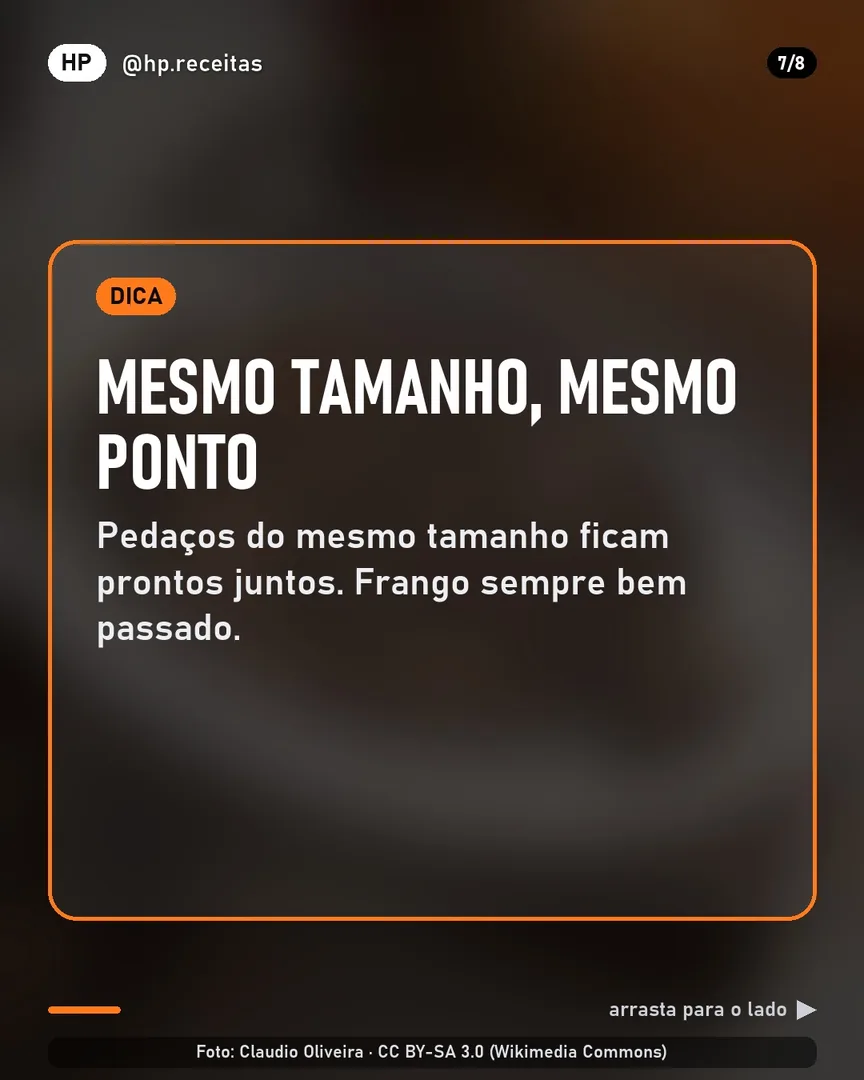 HP @hp.receitas 7/8
DICA
MESMO TAMANHO, MESMO
PONTO
Pedaços do mesmo tamanho ficam
prontos juntos. Frango sempre bem
passado.
arrasta para o lado ▶
Foto: Claudio Oliveira · CC BY-SA 3.0 (Wikimedia Commons)